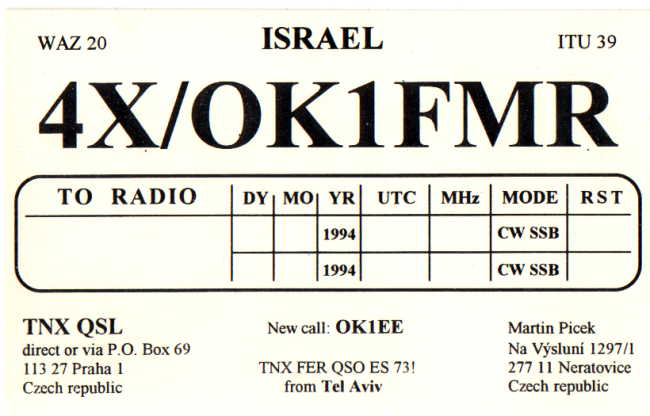 WAZ 20 ISRAEL ITU 39
4X/OK1FMR
TO RADIO DY MO YR UTC MHz MODE RST
1994 CW SSB
1994 CW SSB
TNX QSL
direct or via P.O. Box 69
113 27 Praha 1
Czech republic
New call: OK1EE
TNX FER QSO ES 73!
from Tel Aviv
Martin Picek
Na Výsluní 1297/1
277 11 Neratovice
Czech republic